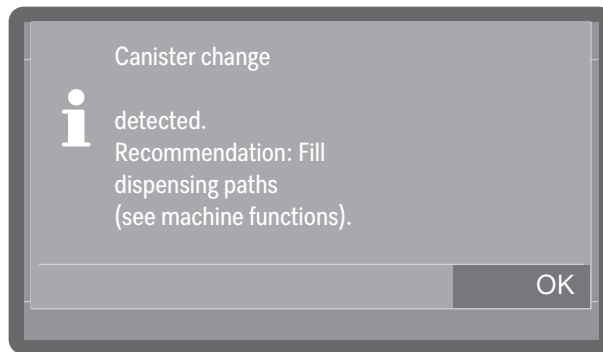 Canister change
detected.
Recommendation: Fill
dispensing paths
(see machine functions).
OK